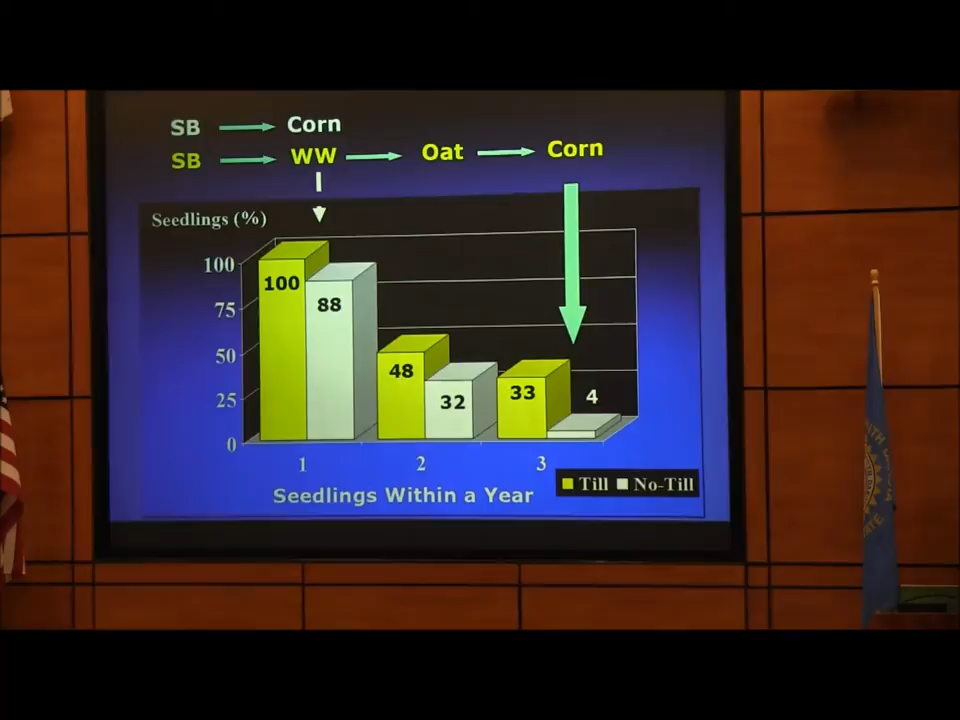 SB Corn
SB WW Oat Corn
Seedlings (%)
100
75
50
25
0
100
88
48
32
33
4
1 2 3
Seedlings Within a Year
Till No-Till